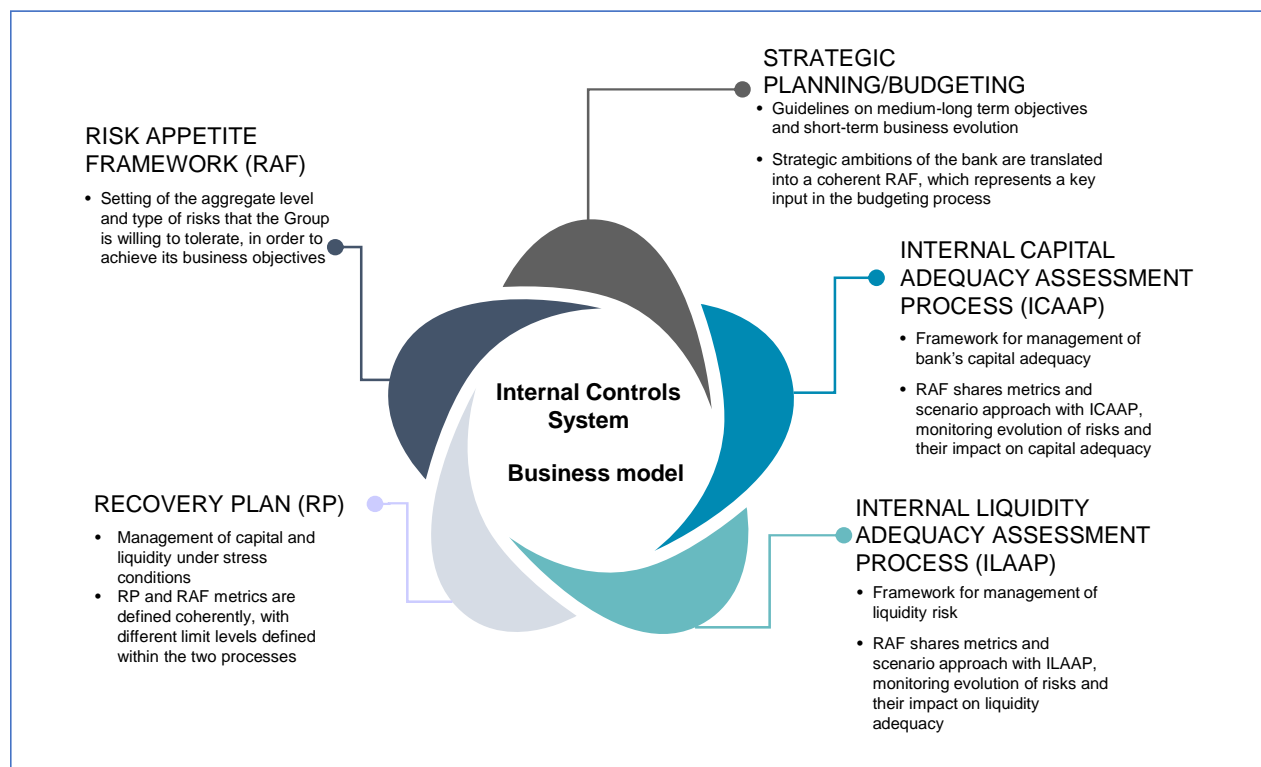 STRATEGIC
PLANNING/BUDGETING
• Guidelines on medium-long term objectives
and short-term business evolution
• Strategic ambitions of the bank are translated
into a coherent RAF, which represents a key
input in the budgeting process
RISK APPETITE
FRAMEWORK (RAF)
• Setting of the aggregate level
and type of risks that the Group
is willing to tolerate, in order to
achieve its business objectives
INTERNAL CAPITAL
ADEQUACY ASSESSMENT
PROCESS (ICAAP)
• Framework for management of
bank's capital adequacy
• RAF shares metrics and
scenario approach with ICAAP,
monitoring evolution of risks and
their impact on capital adequacy
Internal Controls
System
Business model
RECOVERY PLAN (RP)
• Management of capital and
liquidity under stress
conditions
• RP and RAF metrics are
defined coherently, with
different limit levels defined
within the two processes
INTERNAL LIQUIDITY
ADEQUACY ASSESSMENT
PROCESS (ILAAP)
• Framework for management of
liquidity risk
• RAF shares metrics and
scenario approach with ILAAP,
monitoring evolution of risks and
their impact on liquidity
adequacy